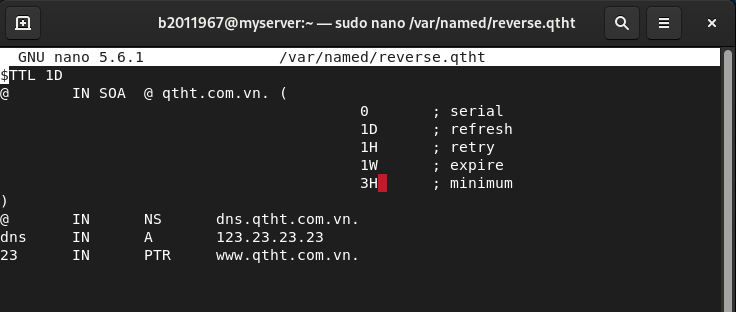 b2011967@myserver:~ — sudo nano /var/named/reverse.qtht
GNU nano 5.6.1 /var/named/reverse.qtht
$TTL 1D
@ IN SOA @ qtht.com.vn. (
0 ; serial
1D ; refresh
1H ; retry
1W ; expire
3H ; minimum
)
@ IN NS dns.qtht.com.vn.
dns IN A 123.23.23.23
23 IN PTR www.qtht.com.vn.